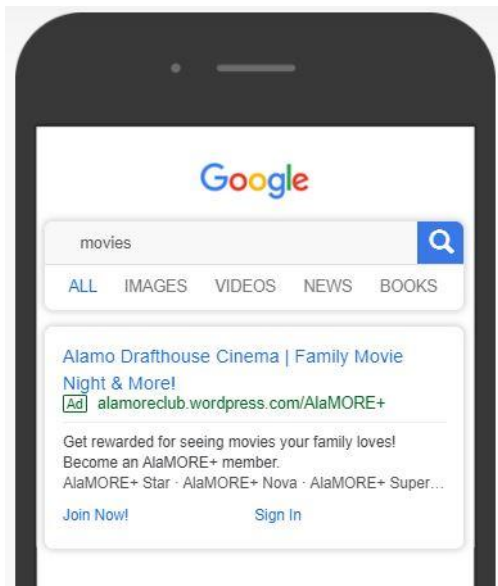 Google
movies
ALL IMAGES VIDEOS NEWS BOOKS
Alamo Drafthouse Cinema | Family Movie
Night & More!
Ad alamoreclub.wordpress.com/AlaMORE+
Get rewarded for seeing movies your family loves!
Become an AlaMORE+ member.
AlaMORE+ Star · AlaMORE+ Nova · AlaMORE+ Super...
Join Now! Sign In